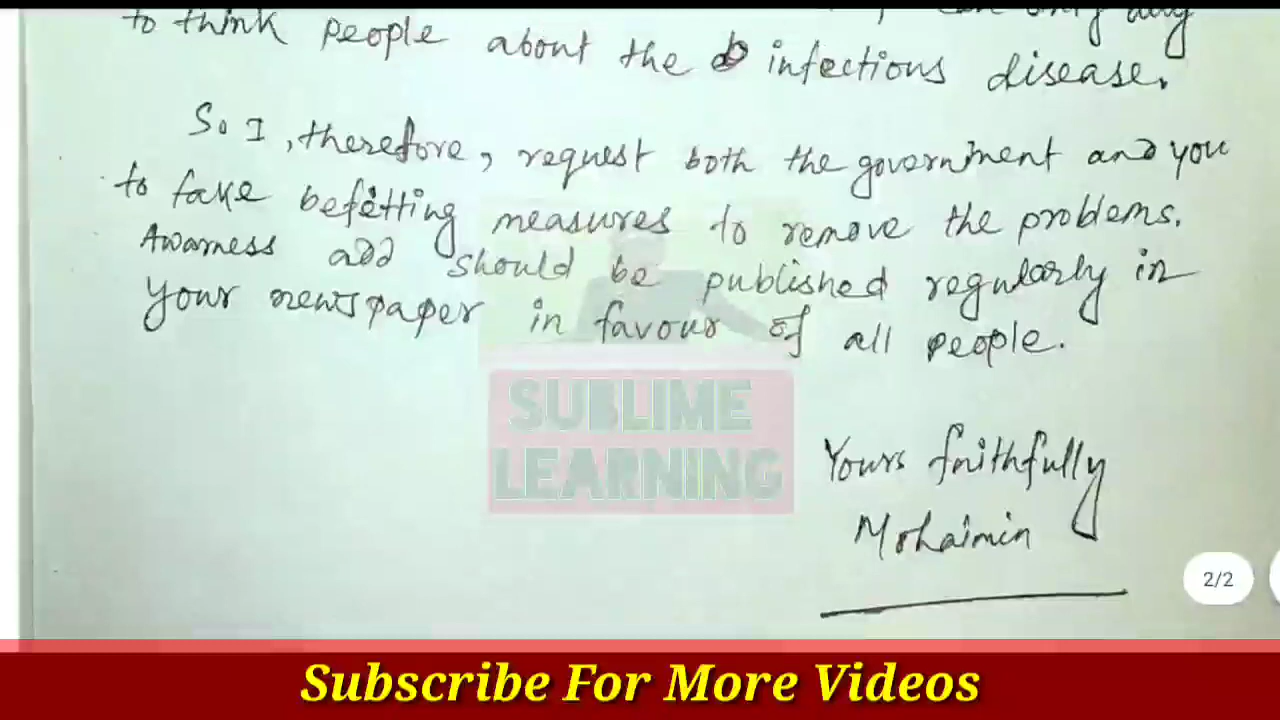 to think people about the infectious disease.
So I, therefore, request both the government and you
to take befitting measures to remove the problems.
Awarness add should be published regularly in
your newspaper in favour of all people.
SUBLIME
LEARNING
Yours faithfully
Mohaimin
2/2
Subscribe For More Videos